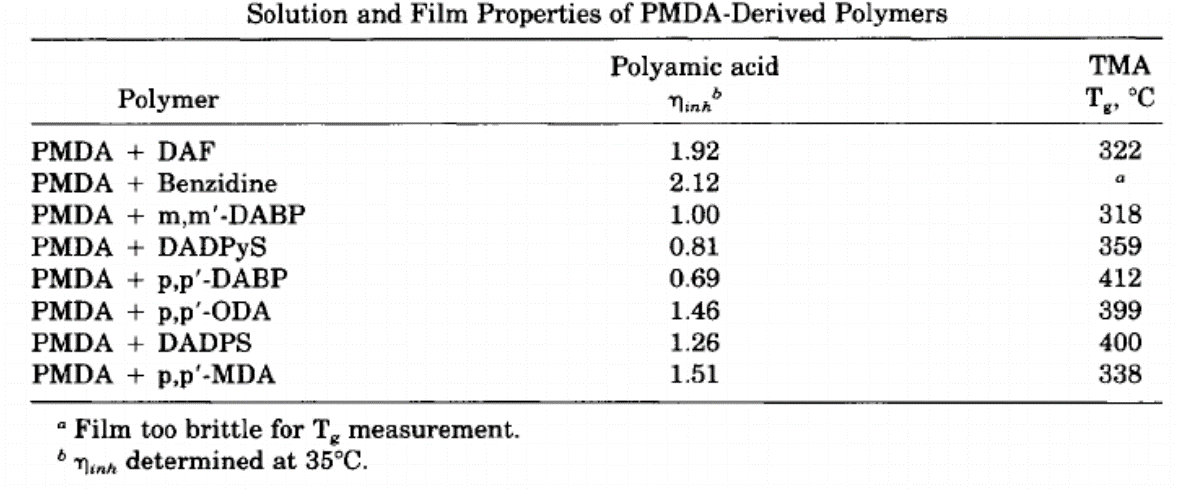 Solution and Film Properties of PMDA-Derived Polymers
Polyamic acid TMA
Polymer ηinhᵇ Tg, °C
PMDA + DAF 1.92 322
PMDA + Benzidine 2.12 a
PMDA + m,m′-DABP 1.00 318
PMDA + DADPyS 0.81 359
PMDA + p,p′-DABP 0.69 412
PMDA + p,p′-ODA 1.46 399
PMDA + DADPS 1.26 400
PMDA + p,p′-MDA 1.51 338
ᵃ Film too brittle for Tg measurement.
ᵇ ηinh determined at 35°C.